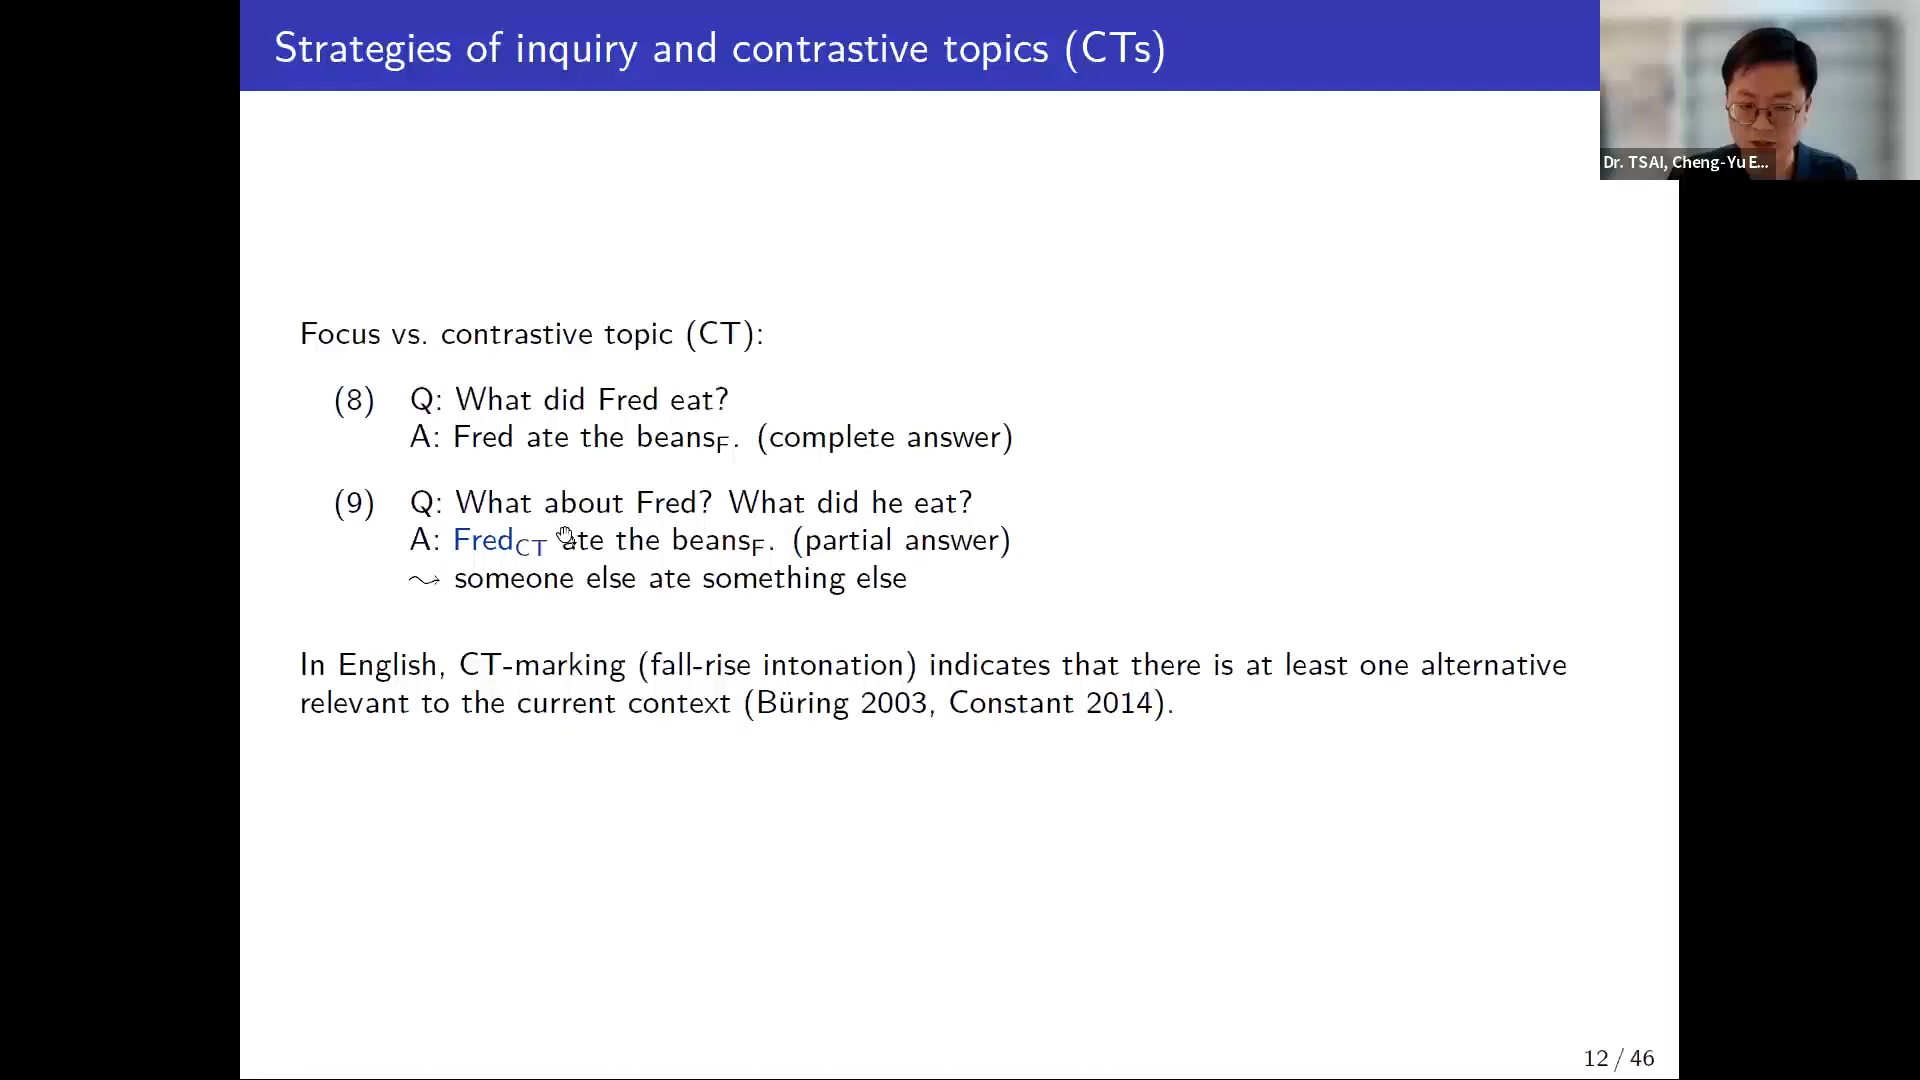 Strategies of inquiry and contrastive topics (CTs)
Dr. TSAI, Cheng-Yu E...
Focus vs. contrastive topic (CT):
(8) Q: What did Fred eat?
A: Fred ate the beansF. (complete answer)
(9) Q: What about Fred? What did he eat?
A: FredCT ate the beansF. (partial answer)
⤳ someone else ate something else
In English, CT-marking (fall-rise intonation) indicates that there is at least one alternative
relevant to the current context (Büring 2003, Constant 2014).
12 / 46